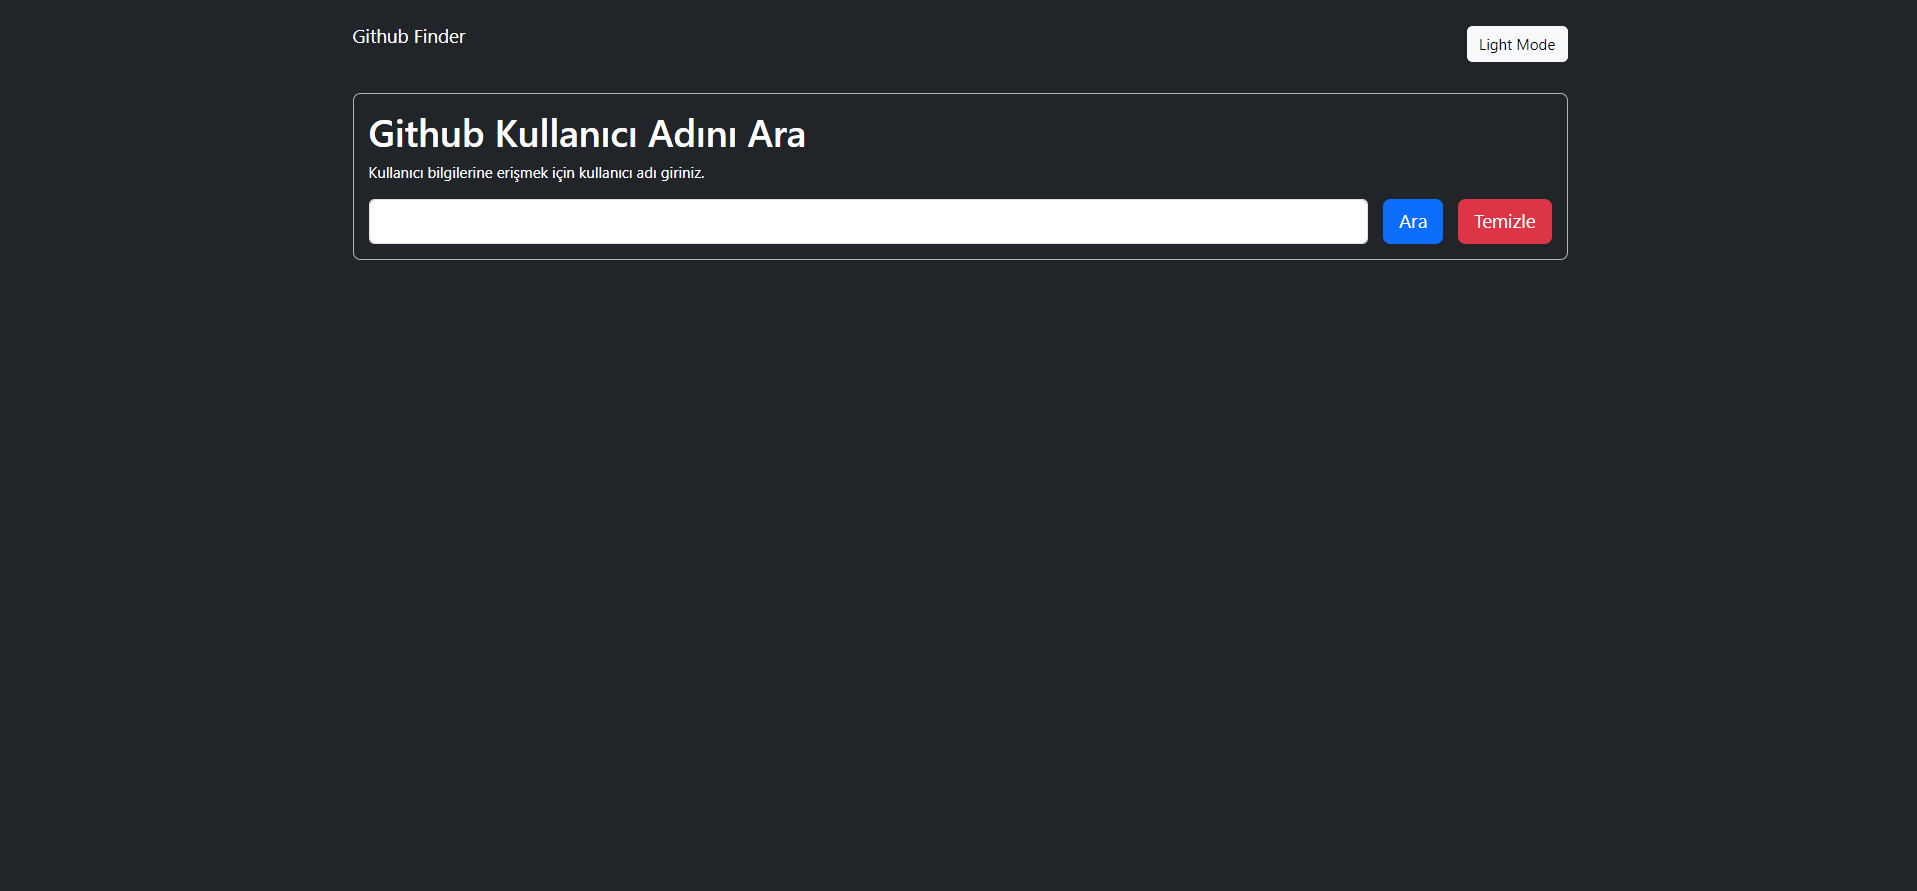 Github Finder
Light Mode
Github Kullanıcı Adını Ara
Kullanıcı bilgilerine erişmek için kullanıcı adı giriniz.
Ara
Temizle